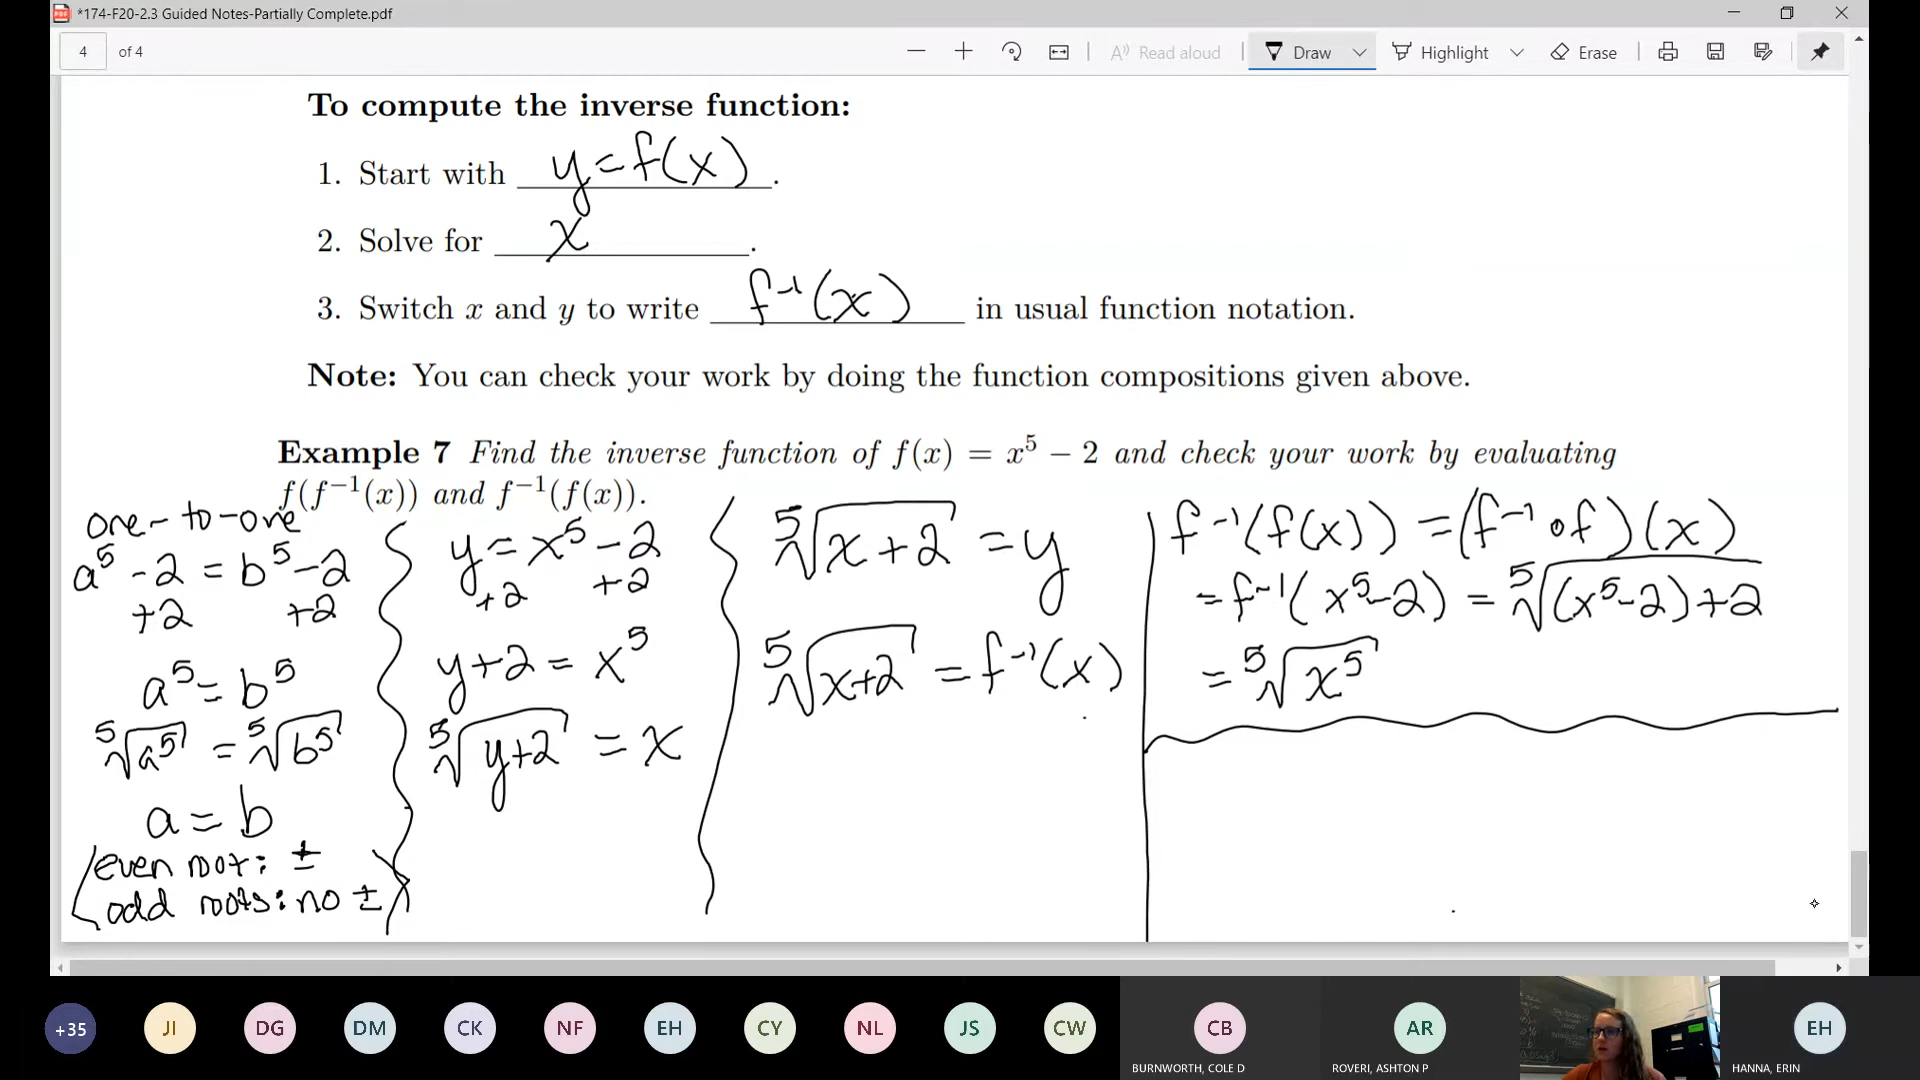 *174-F20-2.3 Guided Notes-Partially Complete.pdf
4 of 4 Read aloud Draw Highlight Erase
To compute the inverse function:
1. Start with y=f(x).
2. Solve for x.
3. Switch x and y to write f⁻¹(x) in usual function notation.
Note: You can check your work by doing the function compositions given above.
Example 7 Find the inverse function of f(x) = x⁵ − 2 and check your work by evaluating
f(f⁻¹(x)) and f⁻¹(f(x)).
one-to-one
a⁵ -2 = b⁵ -2
+2 +2
a⁵ = b⁵
⁵√a⁵ = ⁵√b⁵
a = b
even root: ±
odd roots: no ±
y = x⁵ -2
+2 +2
y+2 = x⁵
⁵√y+2 = x
⁵√x+2 = y
⁵√x+2 = f⁻¹(x)
f⁻¹(f(x)) = (f⁻¹∘f)(x)
= f⁻¹(x⁵-2) = ⁵√(x⁵-2)+2
= ⁵√x⁵
+35 JI DG DM CK NF EH CY NL JS CW CB AR EH
BURNWORTH, COLE D ROVERI, ASHTON P HANNA, ERIN